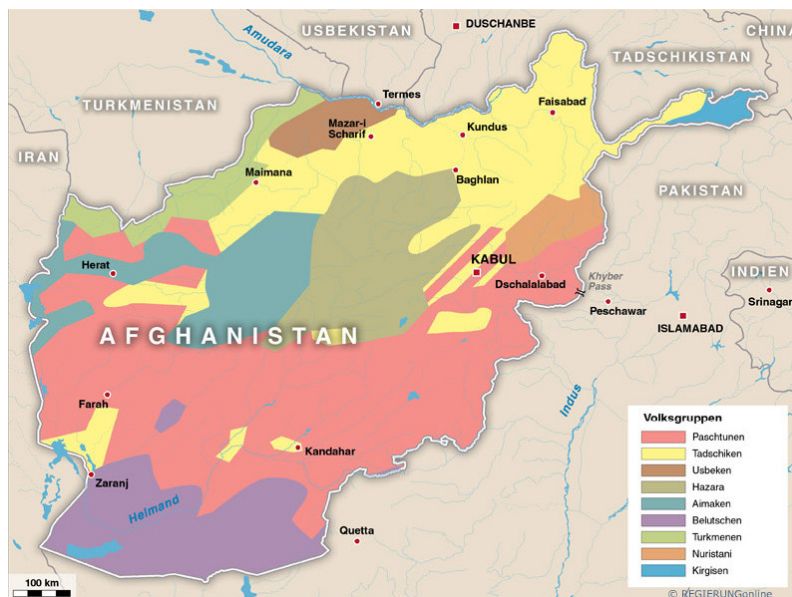 USBEKISTAN
DUSCHANBE
CHINA
Amudara
TADSCHIKISTAN
Termes
TURKMENISTAN
Faisabad
Mazar-I
Scharif
Kundus
IRAN
Maimana
Baghlan
PAKISTAN
KABUL
Herat
Dschalalabad
Khyber
Pass
INDIEN
Srinagar
Peschawar
ISLAMABAD
AFGHANISTAN
Farah
Indus
Kandahar
Zaranj
Helmand
Quetta
Volksgruppen
Paschtunen
Tadschiken
Usbeken
Hazara
Aimaken
Belutschen
Turkmenen
Nuristani
Kirgisen
100 km
© REGIERUNGonline